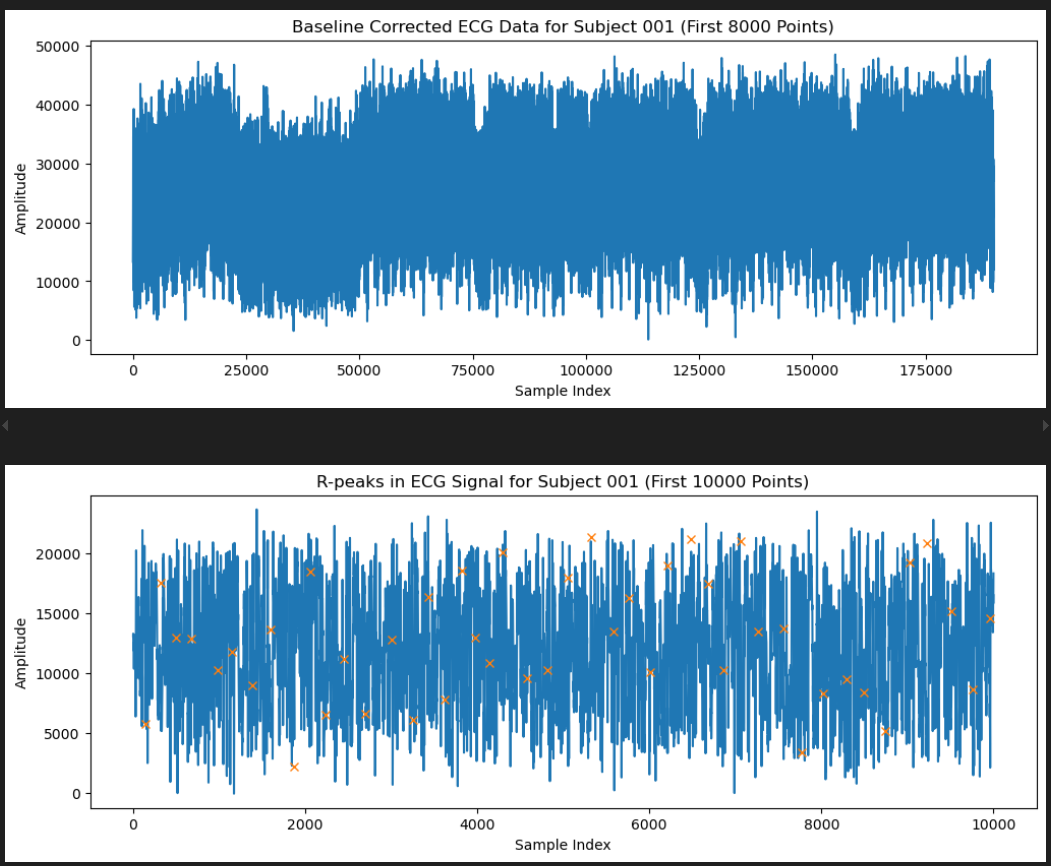 Baseline Corrected ECG Data for Subject 001 (First 8000 Points)
50000
40000
30000
20000
10000
0
Amplitude
0 25000 50000 75000 100000 125000 150000 175000
Sample Index
R-peaks in ECG Signal for Subject 001 (First 10000 Points)
20000
15000
10000
5000
0
Amplitude
0 2000 4000 6000 8000 10000
Sample Index